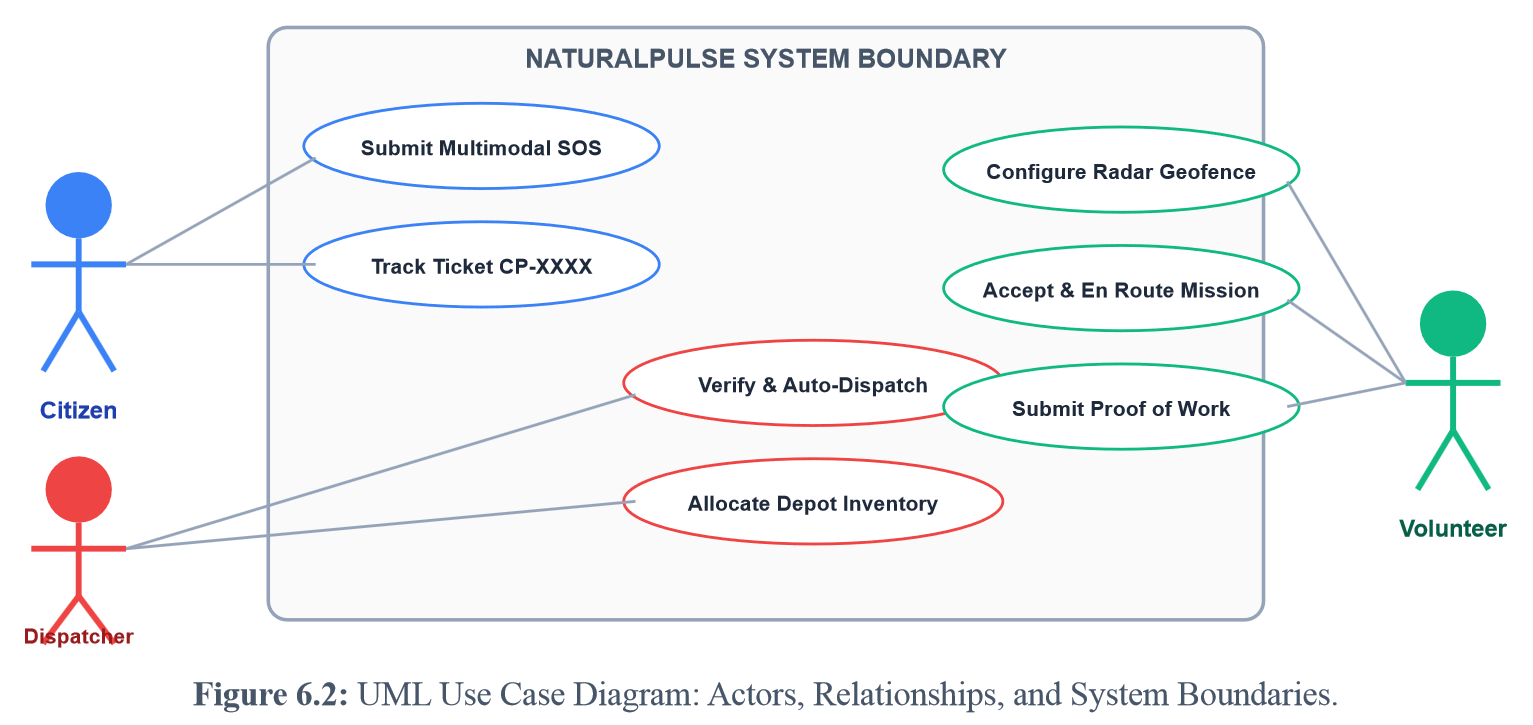 NATURALPULSE SYSTEM BOUNDARY
Submit Multimodal SOS
Configure Radar Geofence
Track Ticket CP-XXXX
Accept & En Route Mission
Verify & Auto-Dispatch
Submit Proof of Work
Citizen
Allocate Depot Inventory
Volunteer
Dispatcher
Figure 6.2: UML Use Case Diagram: Actors, Relationships, and System Boundaries.